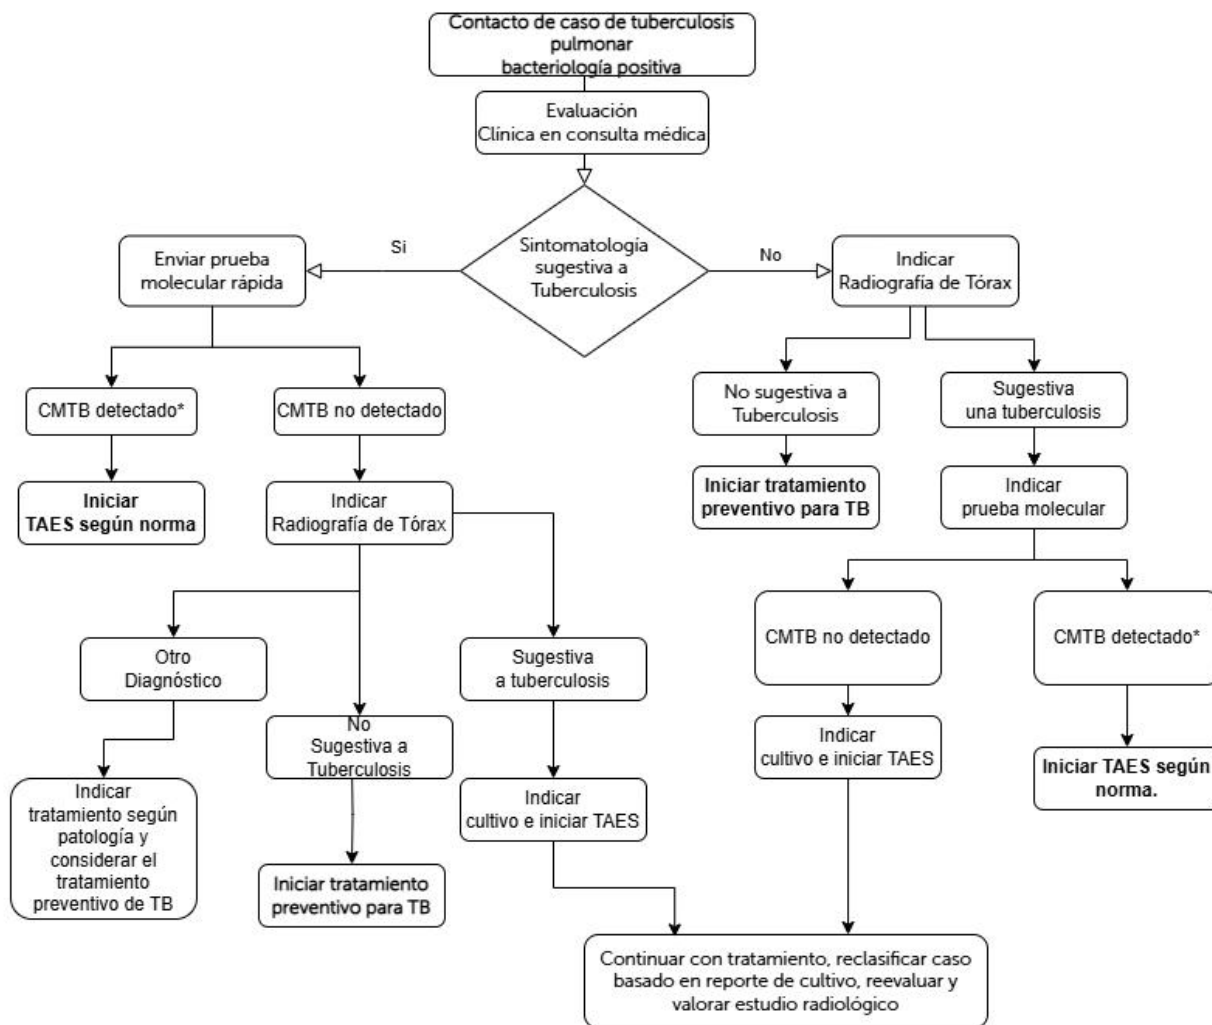 Contacto de caso de tuberculosis
pulmonar
bacteriología positiva
Evaluación
Clínica en consulta médica
Sintomatología
sugestiva a
Tuberculosis
Si
No
Enviar prueba
molecular rápida
Indicar
Radiografía de Tórax
CMTB detectado*
CMTB no detectado
No sugestiva a
Tuberculosis
Sugestiva
una tuberculosis
Iniciar
TAES según norma
Indicar
Radiografía de Tórax
Iniciar tratamiento
preventivo para TB
Indicar
prueba molecular
Otro
Diagnóstico
No
Sugestiva a
Tuberculosis
Sugestiva
a tuberculosis
CMTB no detectado
CMTB detectado*
Indicar
tratamiento según
patología y
considerar el
tratamiento
preventivo de TB
Iniciar tratamiento
preventivo para TB
Indicar
cultivo e iniciar TAES
Indicar
cultivo e iniciar TAES
Iniciar TAES según
norma.
Continuar con tratamiento, reclasificar caso
basado en reporte de cultivo, reevaluar y
valorar estudio radiológico